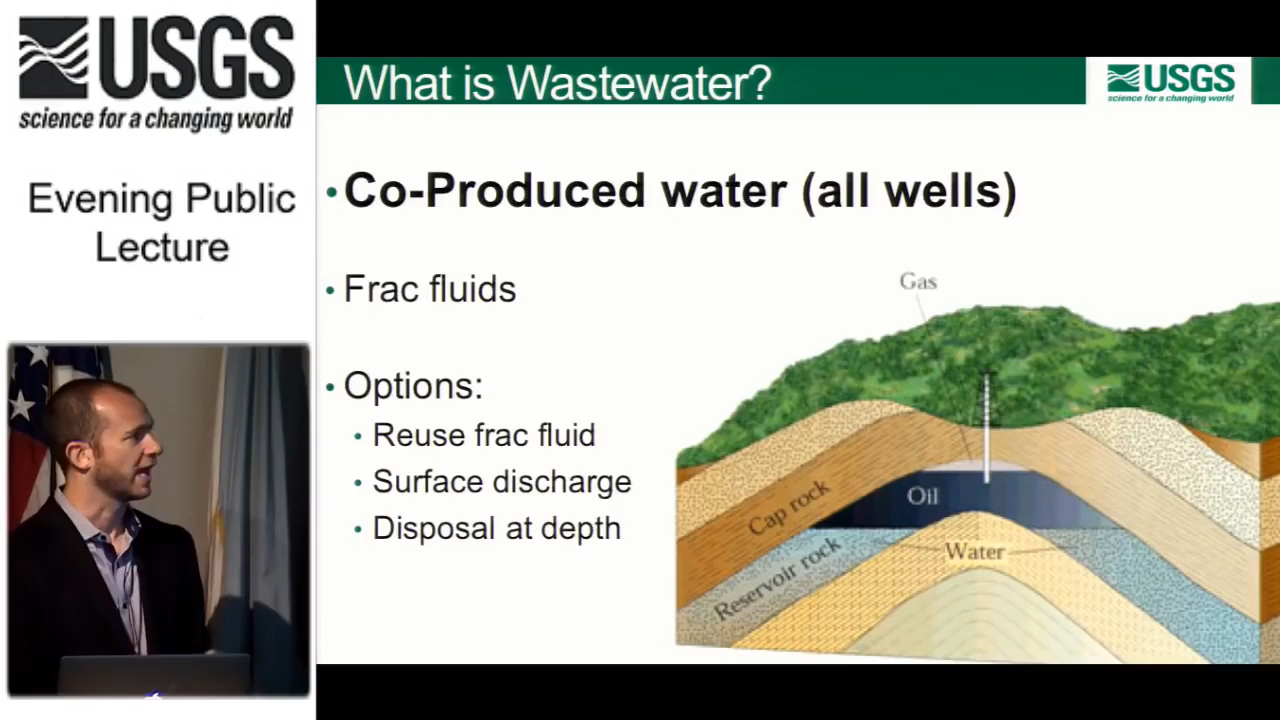 USGS
science for a changing world
Evening Public
Lecture
What is Wastewater?
USGS
science for a changing world
• Co-Produced water (all wells)
• Frac fluids
• Options:
• Reuse frac fluid
• Surface discharge
• Disposal at depth
Gas
Oil
Cap rock
Water
Reservoir rock